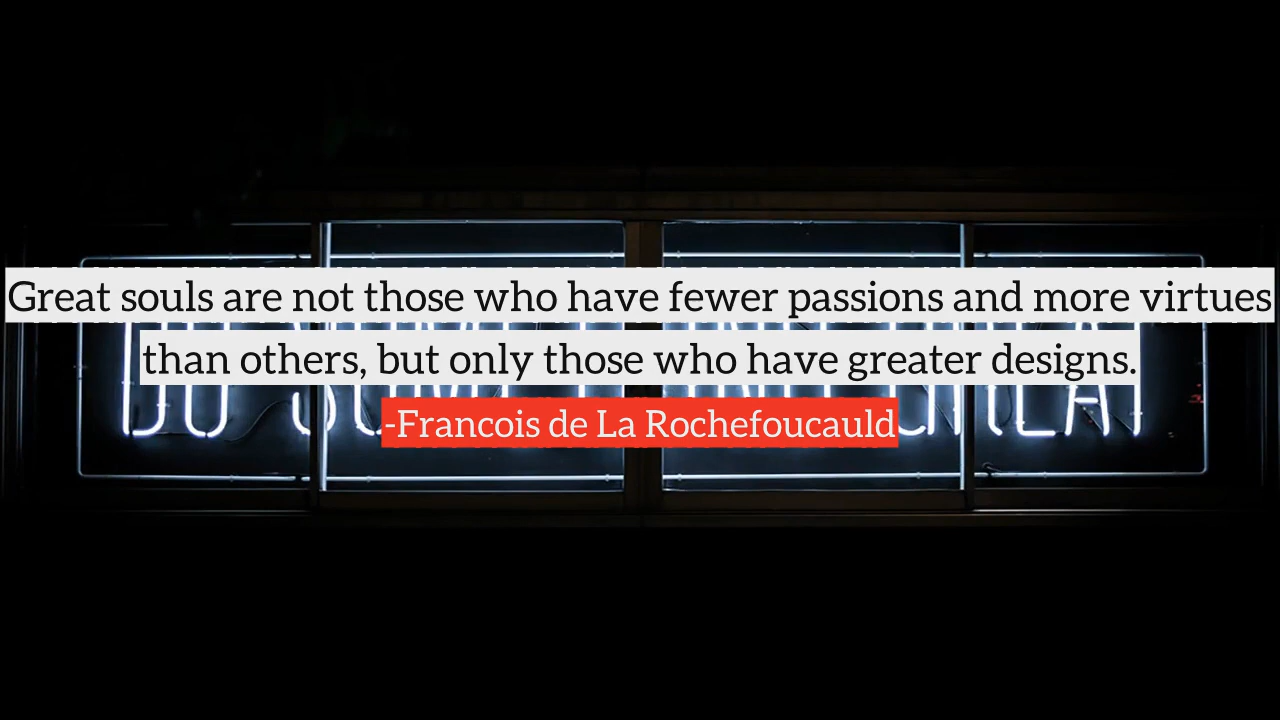 Great souls are not those who have fewer passions and more virtues
than others, but only those who have greater designs.
-Francois de La Rochefoucauld